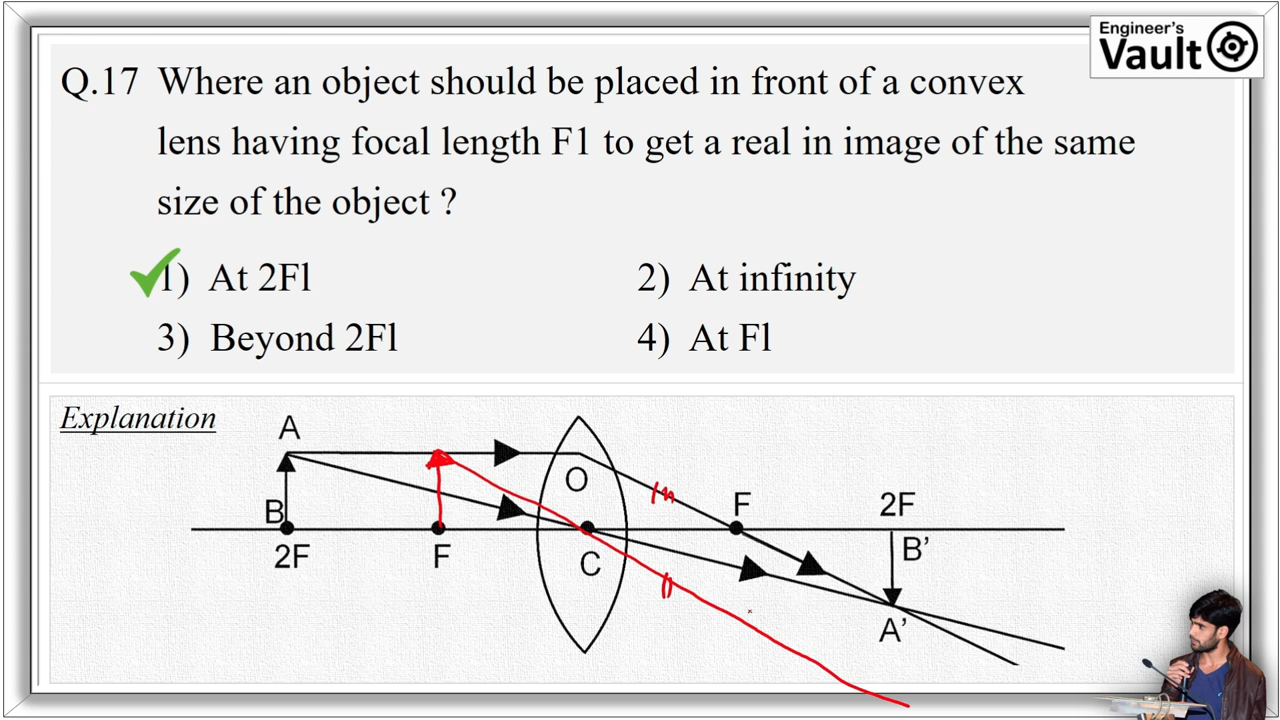 Engineer's
Vault
Q.17 Where an object should be placed in front of a convex
lens having focal length F1 to get a real in image of the same
size of the object ?
1) At 2Fl
2) At infinity
3) Beyond 2Fl
4) At Fl
Explanation
A
O
B
F
2F
2F
F
C
B’
A’